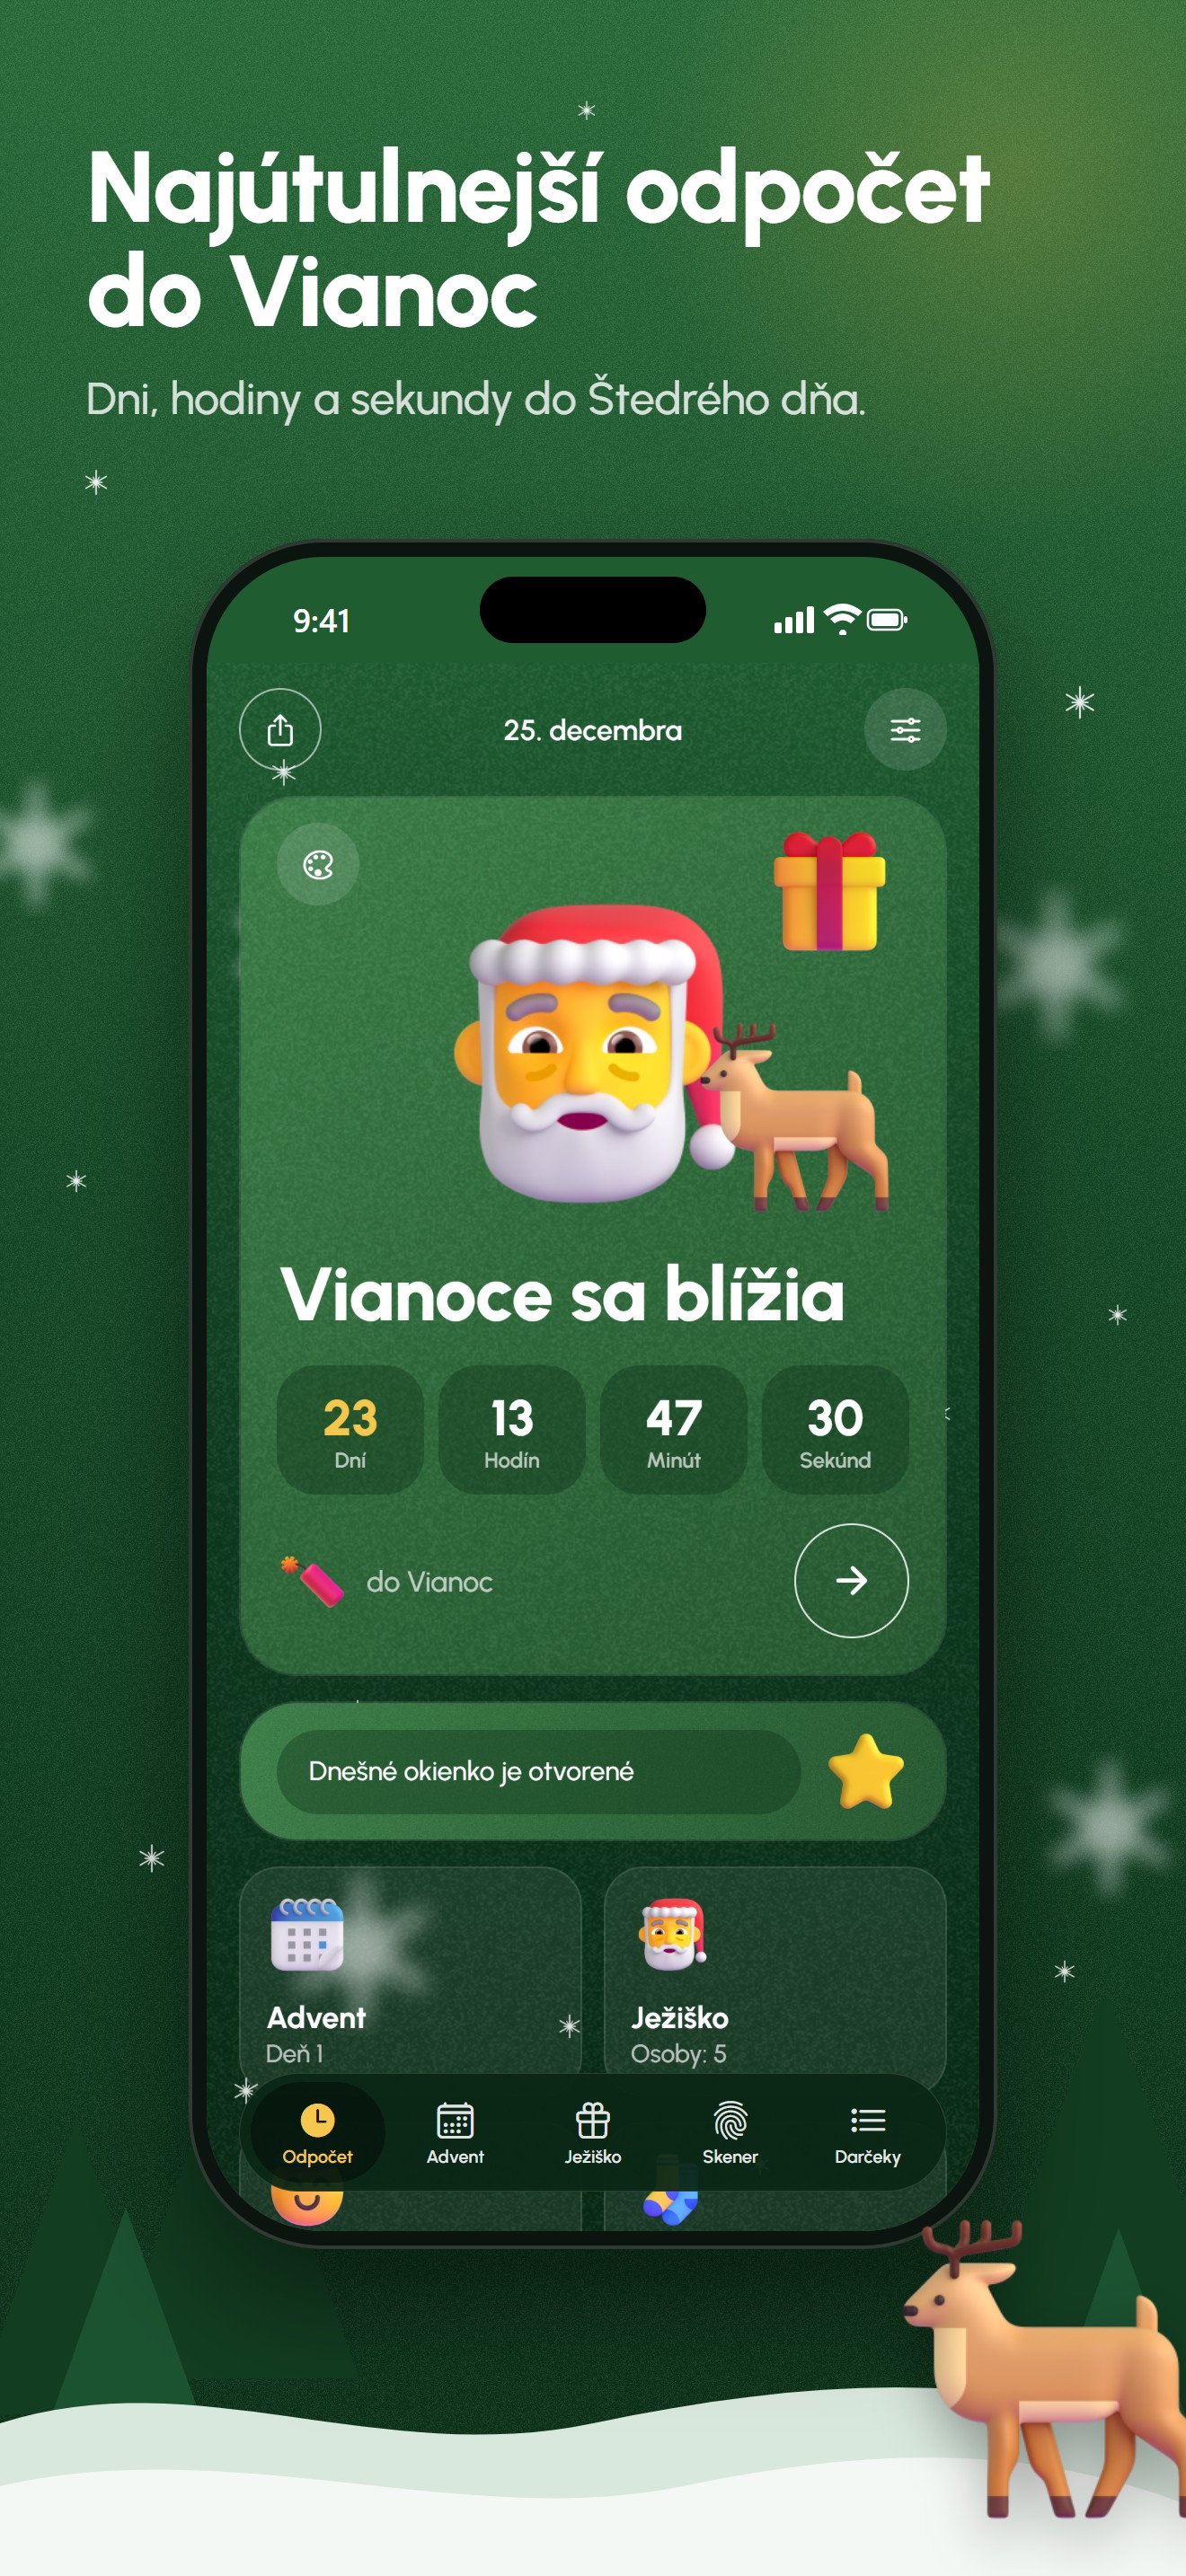 Najútulnejší odpočet
do Vianoc
Dni, hodiny a sekundy do Štedrého dňa.
9:41
25. decembra
Vianoce sa blížia
23 13 47 30
Dní Hodín Minút Sekúnd
do Vianoc
Dnešné okienko je otvorené
Advent Ježiško
Deň 1 Osoby: 5
Odpočet Advent Ježiško Skener Darčeky